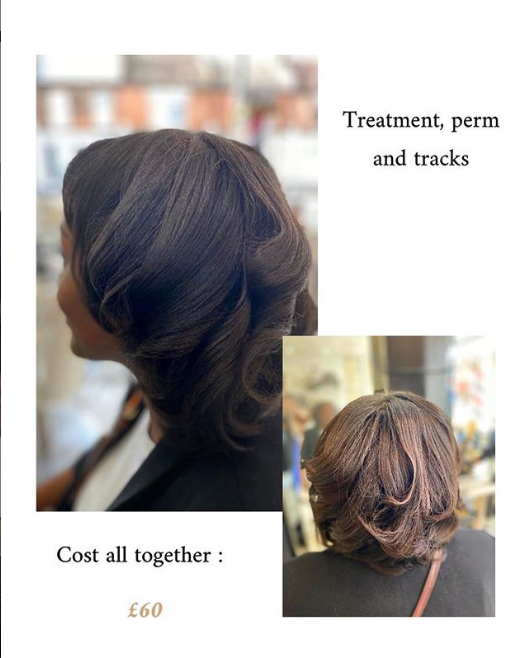 Treatment, perm
and tracks
Cost all together :
£60